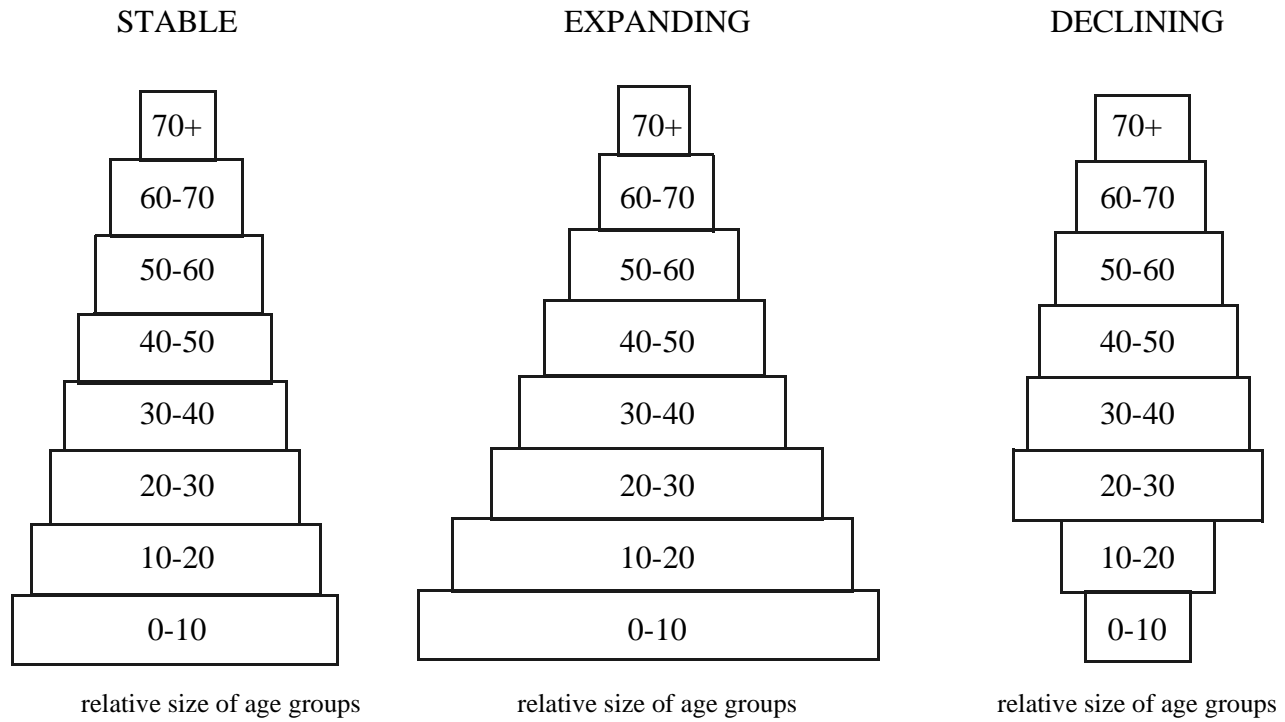 STABLE EXPANDING DECLINING
70+ 70+ 70+
60-70 60-70 60-70
50-60 50-60 50-60
40-50 40-50 40-50
30-40 30-40 30-40
20-30 20-30 20-30
10-20 10-20 10-20
0-10 0-10 0-10
relative size of age groups relative size of age groups relative size of age groups